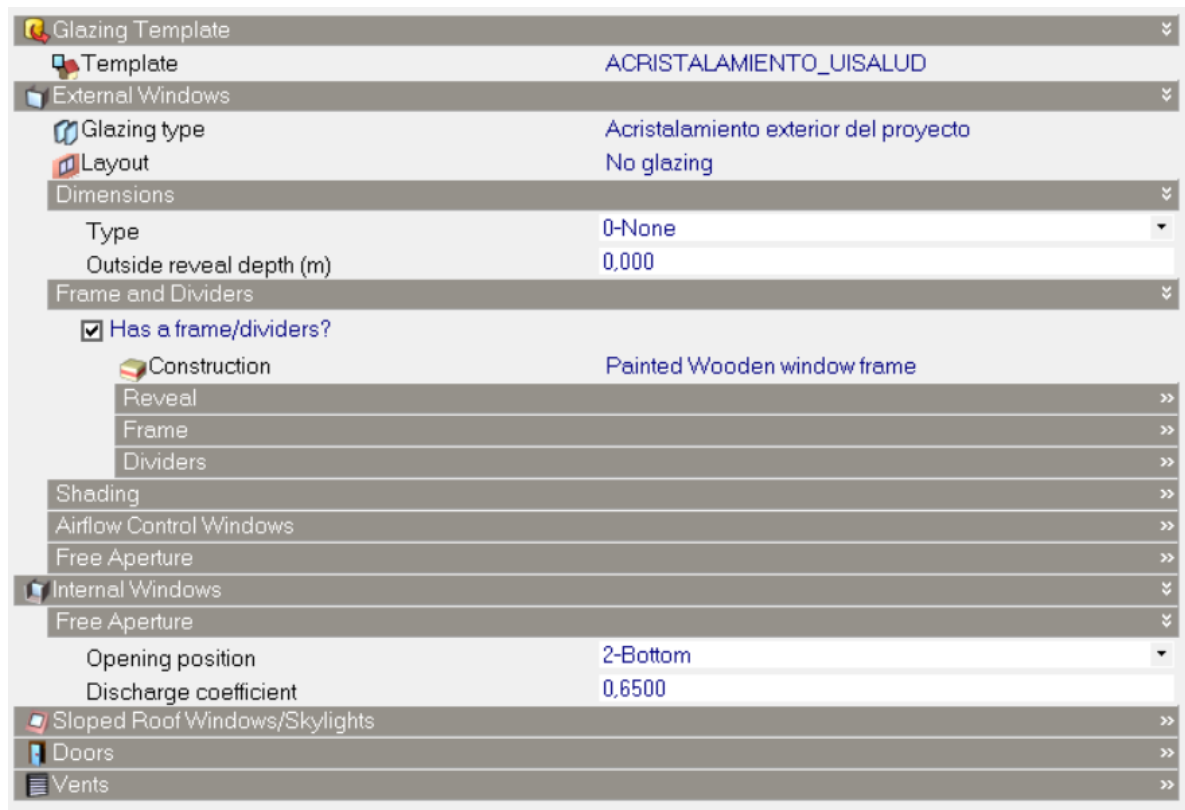 Glazing Template
Template ACRISTALAMIENTO_UISALUD
External Windows
Glazing type Acristalamiento exterior del proyecto
Layout No glazing
Dimensions
Type 0-None
Outside reveal depth (m) 0,000
Frame and Dividers
Has a frame/dividers?
Construction Painted Wooden window frame
Reveal
Frame
Dividers
Shading
Airflow Control Windows
Free Aperture
Internal Windows
Free Aperture
Opening position 2-Bottom
Discharge coefficient 0,6500
Sloped Roof Windows/Skylights
Doors
Vents